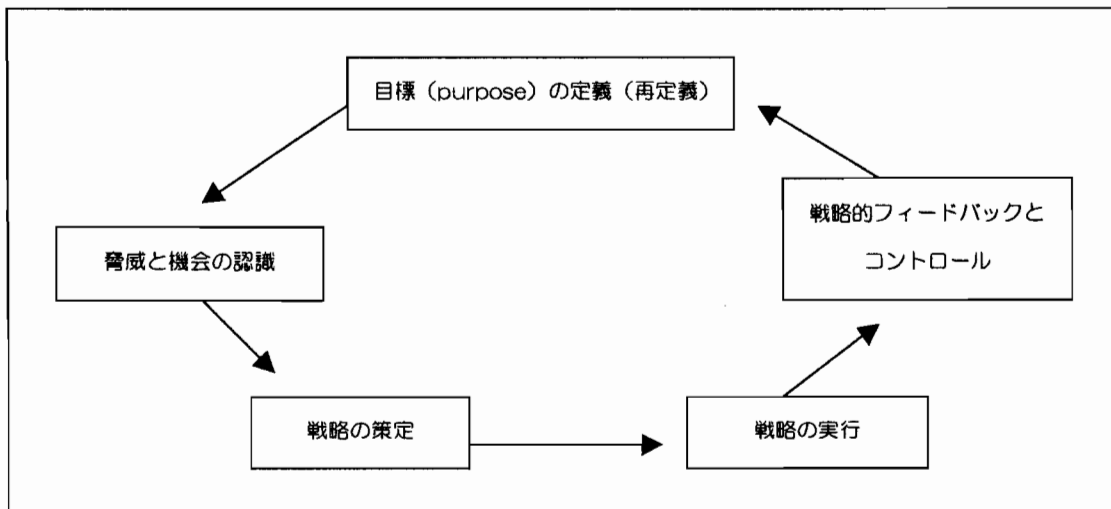 目標（purpose）の定義（再定義）
脅威と機会の認識
戦略の策定
戦略の実行
戦略的フィードバックと
コントロール